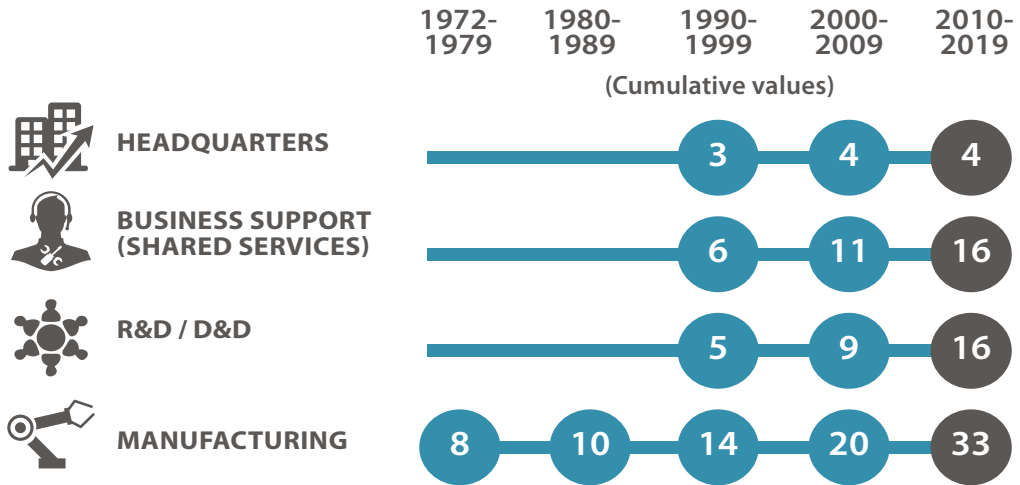 1972- 1980- 1990- 2000- 2010-
1979 1989 1999 2009 2019
(Cumulative values)
HEADQUARTERS 3 4 4
BUSINESS SUPPORT
(SHARED SERVICES) 6 11 16
R&D / D&D 5 9 16
MANUFACTURING 8 10 14 20 33